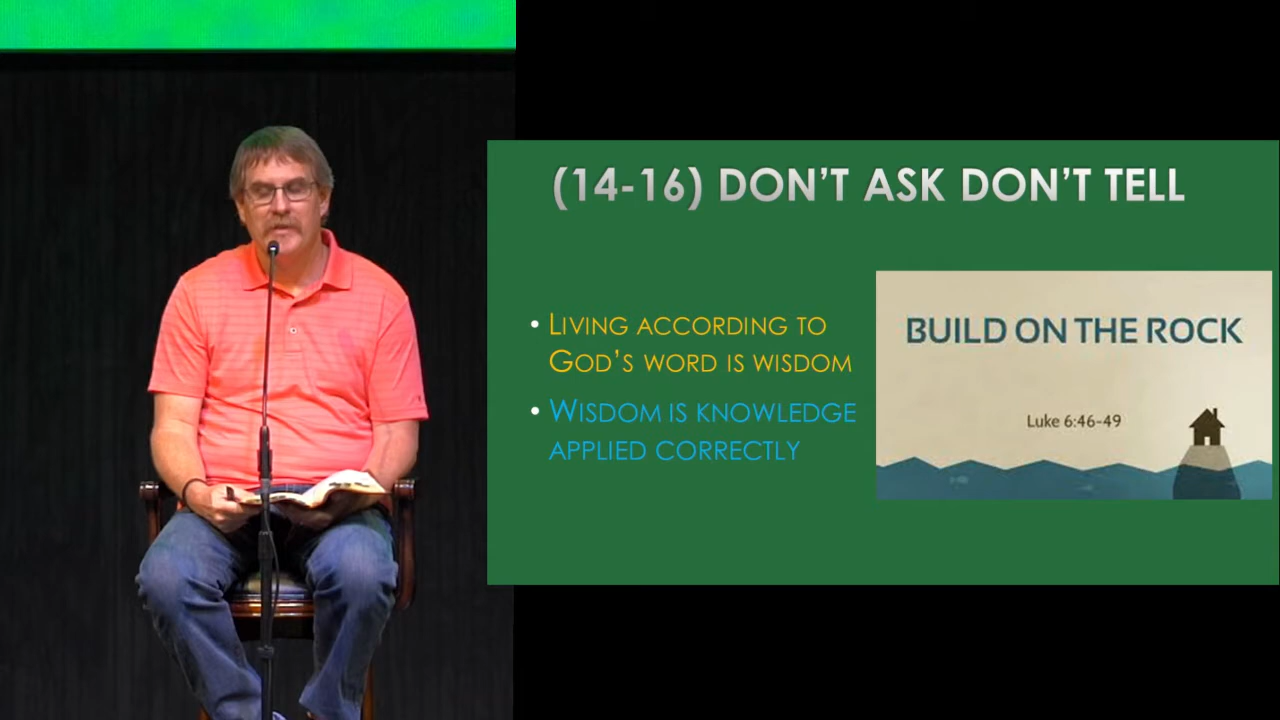 (14-16) DON'T ASK DON'T TELL
• LIVING ACCORDING TO
GOD'S WORD IS WISDOM
• WISDOM IS KNOWLEDGE
APPLIED CORRECTLY
BUILD ON THE ROCK
Luke 6:46-49